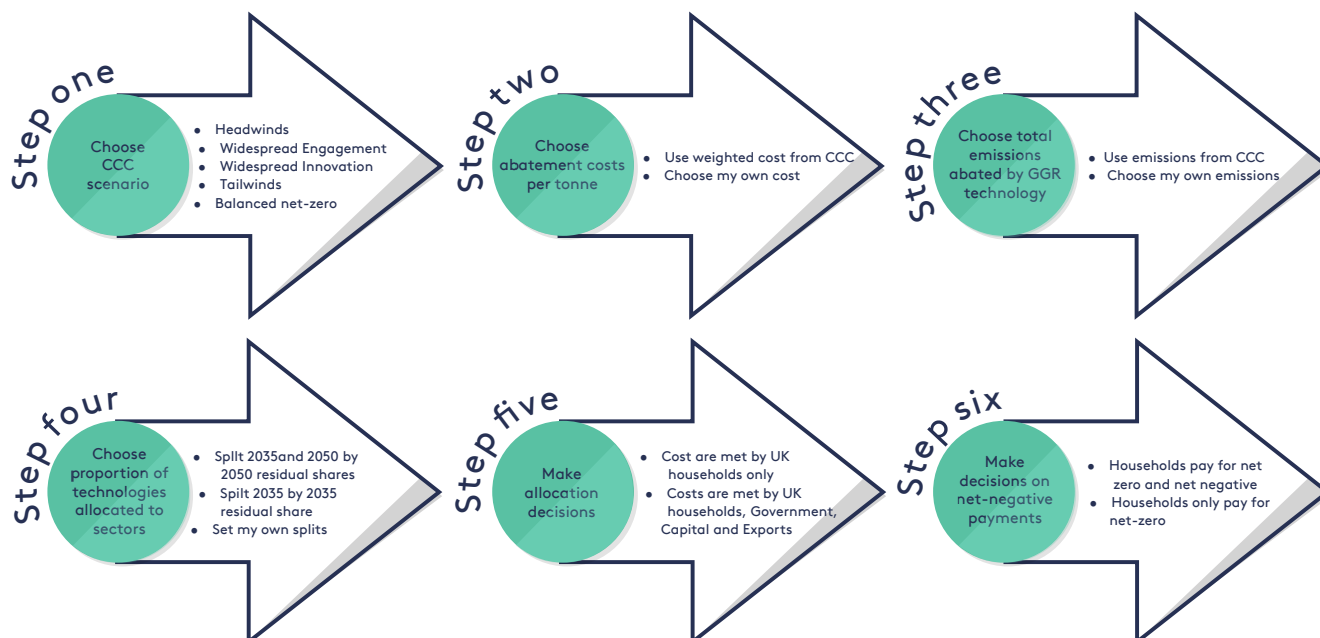 Step one
Choose
CCC
scenario
• Headwinds
• Widespread Engagement
• Widespread Innovation
• Tailwinds
• Balanced net-zero
Step two
Choose
abatement costs
per tonne
• Use weighted cost from CCC
• Choose my own cost
Step three
Choose total
emissions
abated by GGR
technology
• Use emissions from CCC
• Choose my own emissions
Step four
Choose
proportion of
technologies
allocated to
sectors
• Spllt 2035and 2050 by
2050 residual shares
• Spilt 2035 by 2035
residual share
• Set my own splits
Step five
Make
allocation
decisions
• Cost are met by UK
households only
• Costs are met by UK
households, Government,
Capital and Exports
Step six
Make
decisions on
net-negative
payments
• Households pay for net
zero and net negative
• Households only pay for
net-zero